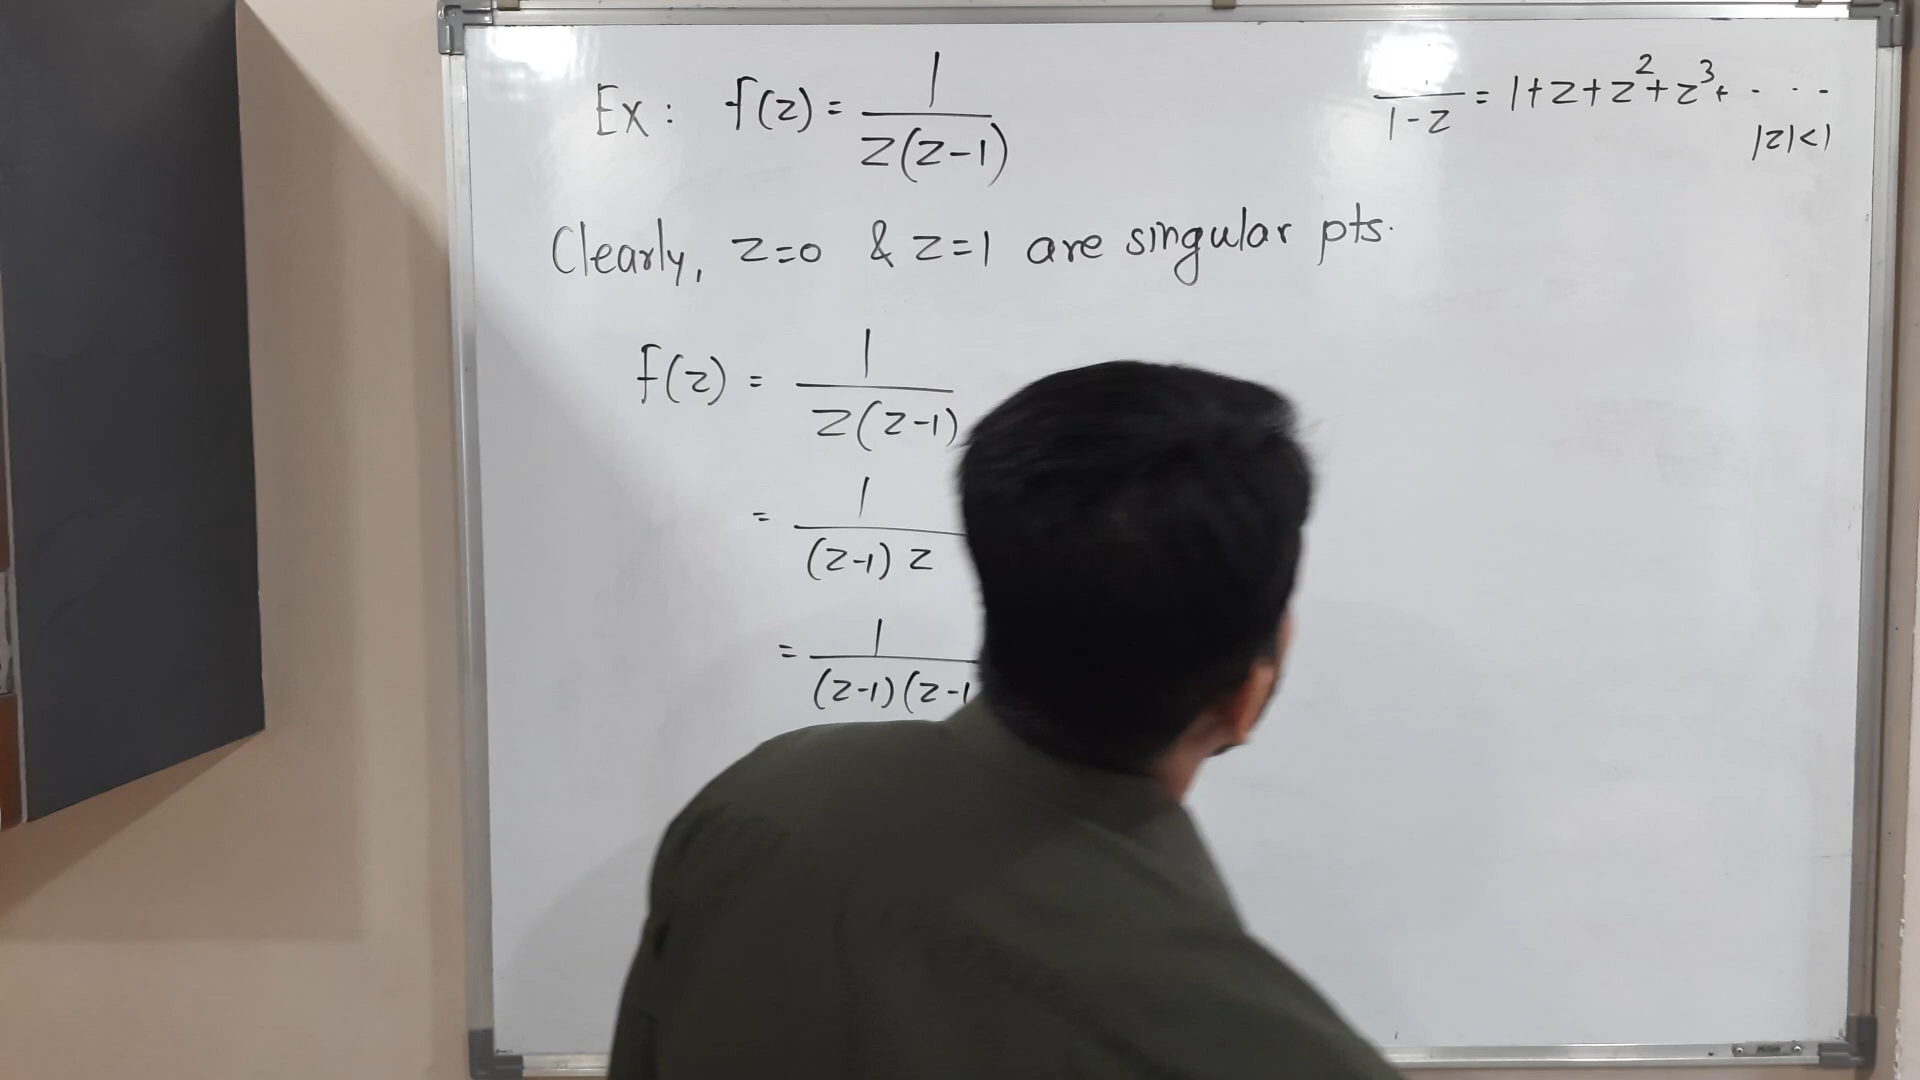 Ex: f(z) = 1 / z(z-1)
1-z = 1+z+z²+z³+ . . .
|z|<1
Clearly, z=0 & z=1 are singular pts.
f(z) = 1 / z(z-1)
= 1 / (z-1) z
= 1 / (z-1)(z-1